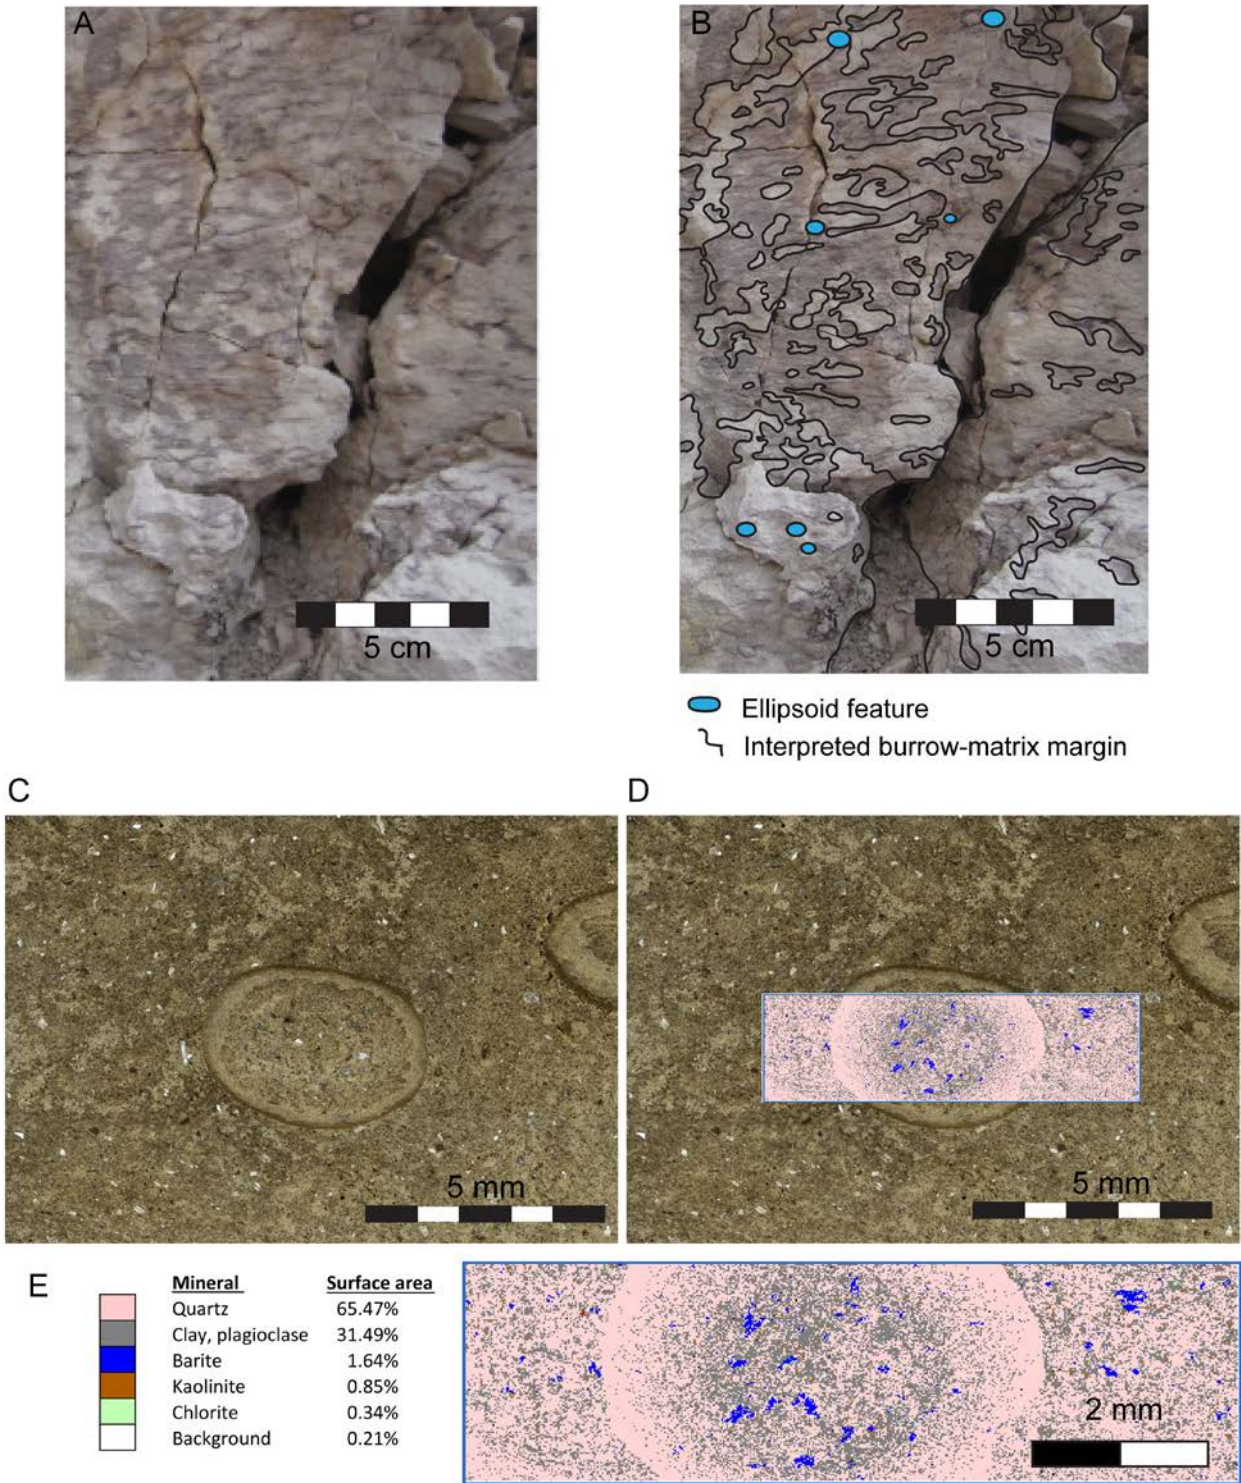 A
B
5 cm
5 cm
Ellipsoid feature
Interpreted burrow-matrix margin
C
D
5 mm
5 mm
E
Mineral Surface area
Quartz 65.47%
Clay, plagioclase 31.49%
Barite 1.64%
Kaolinite 0.85%
Chlorite 0.34%
Background 0.21%
2 mm